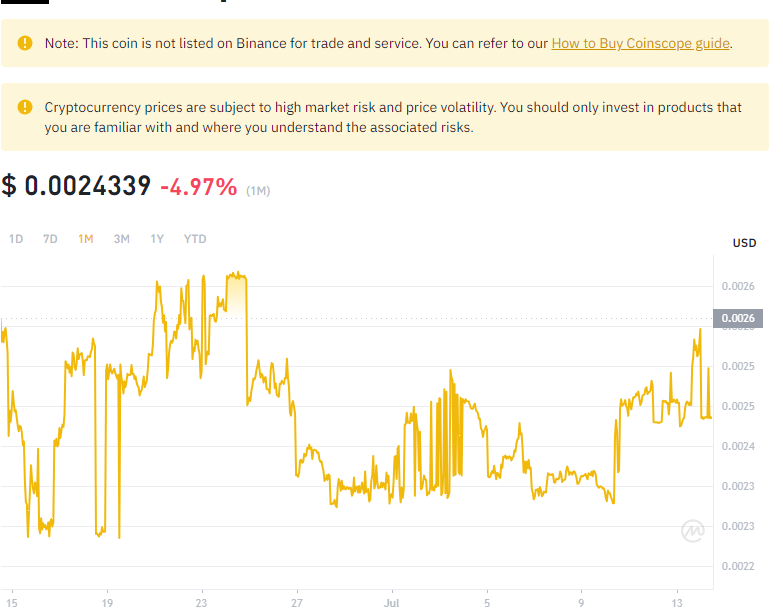 Note: This coin is not listed on Binance for trade and service. You can refer to our How to Buy Coinscope guide.
Cryptocurrency prices are subject to high market risk and price volatility. You should only invest in products that
you are familiar with and where you understand the associated risks.
$ 0.0024339 -4.97% (1M)
1D 7D 1M 3M 1Y YTD
USD
0.0026
0.0026
0.0025
0.0025
0.0024
0.0023
0.0023
0.0022
15 19 23 27 Jul 5 9 13